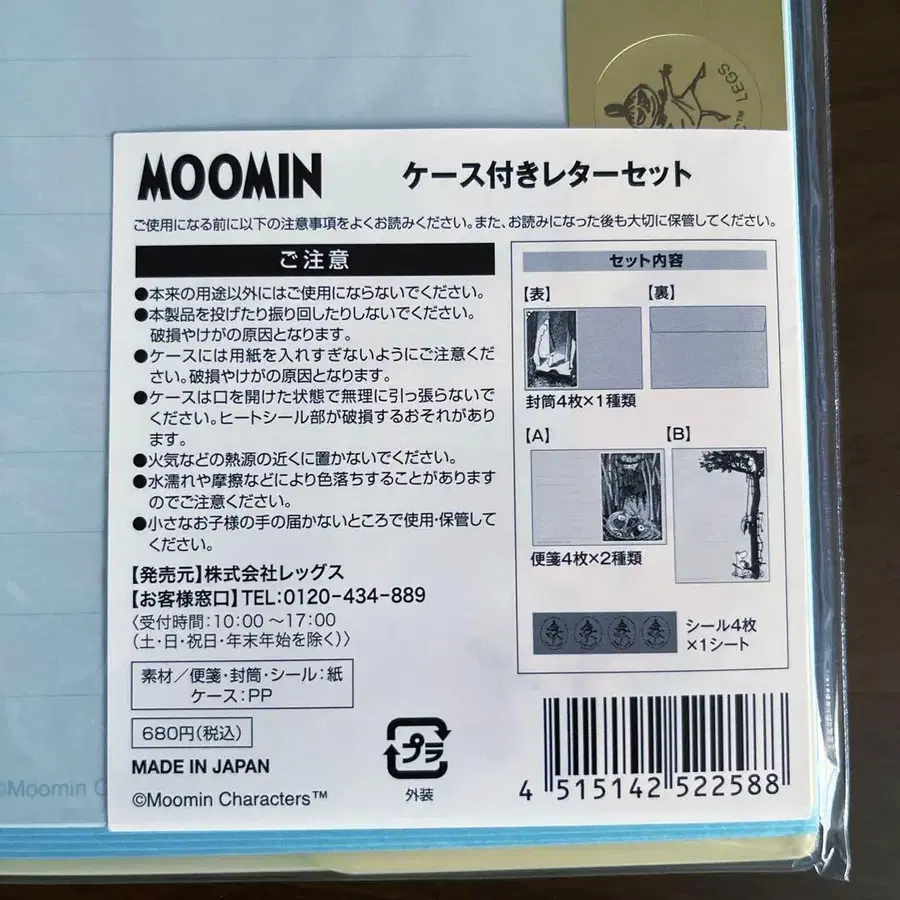 LEGS
MOOMIN
ケース付きレターセット
ご使用になる前に以下の注意事項をよくお読みください。また、お読みになった後も大切に保管してください。
ご注意
●本来の用途以外にはご使用にならないでください。
●本製品を投げたり振り回したりしないでください。
破損やけがの原因となります。
●ケースには用紙を入れすぎないようにご注意くだ
さい。破損やけがの原因となります。
●ケースは口を開けた状態で無理に引っ張らないで
ください。ヒートシール部が破損するおそれがあり
ます。
●火気などの熱源の近くに置かないでください。
●水濡れや摩擦などにより色落ちすることがあります
のでご注意ください。
●小さなお子様の手の届かないところで使用・保管して
ください。
【発売元】株式会社レッグス
【お客様窓口】TEL:0120-434-889
〈受付時間:10:00～17:00
(土・日・祝日・年末年始を除く)〉
素材/便箋・封筒・シール:紙
ケース:PP
680円(税込)
MADE IN JAPAN
©Moomin Characters™
プラ
外装
セット内容
【表】
【裏】
封筒4枚×1種類
【A】
【B】
便箋4枚×2種類
シール4枚
×1シート
4 515142 522588
©Moomin C